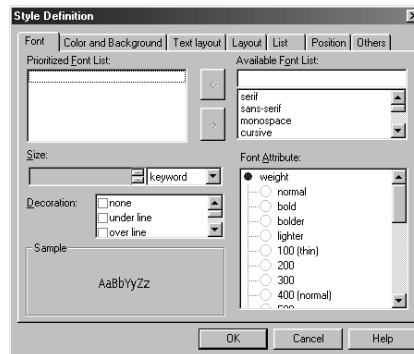 Style Definition
Font Color and Background Text layout Layout List Position Others
Prioritized Font List:
Available Font List:
serif
sans-serif
monospace
cursive
Size:
keyword
Font Attribute:
weight
normal
bold
bolder
lighter
100 (thin)
200
300
400 (normal)
Decoration:
none
under line
over line
Sample
AaBbYyZz
OK Cancel Help